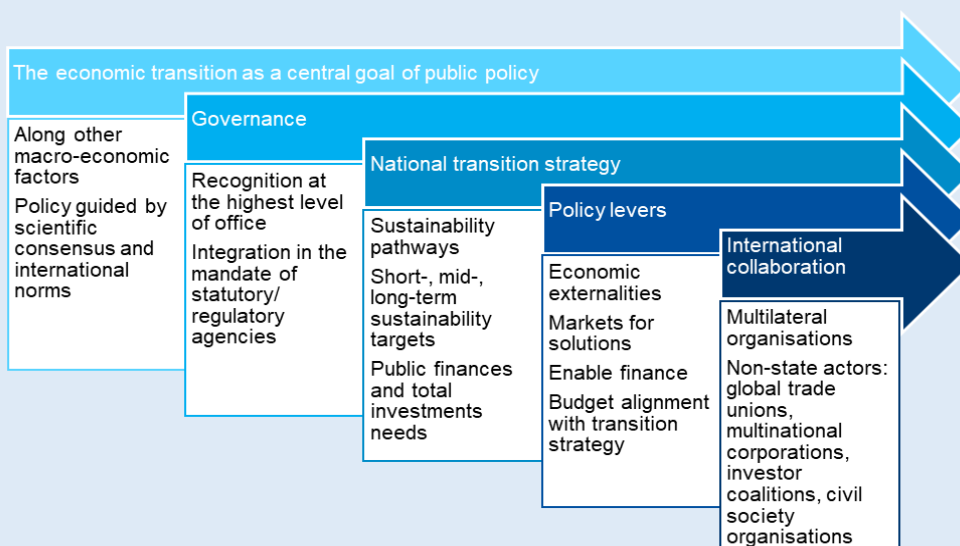 The economic transition as a central goal of public policy
Along other
macro-economic
factors
Policy guided by
scientific
consensus and
international
norms
Governance
Recognition at
the highest level
of office
Integration in the
mandate of
statutory/
regulatory
agencies
National transition strategy
Sustainability
pathways
Short-, mid-,
long-term
sustainability
targets
Public finances
and total
investments
needs
Policy levers
Economic
externalities
Markets for
solutions
Enable finance
Budget alignment
with transition
strategy
International
collaboration
Multilateral
organisations
Non-state actors:
global trade
unions,
multinational
corporations,
investor
coalitions, civil
society
organisations